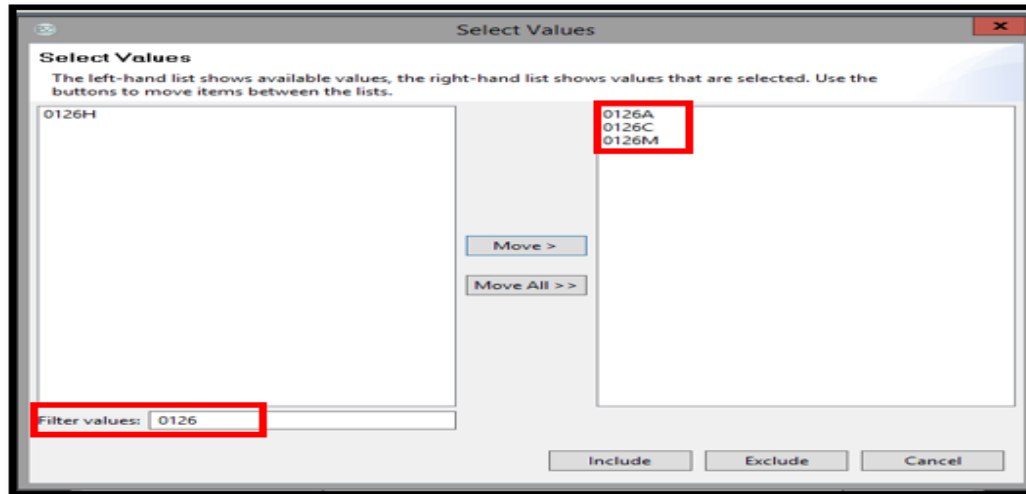 Select Values
Select Values
The left-hand list shows available values, the right-hand list shows values that are selected. Use the
buttons to move items between the lists.
0126H
0126A
0126C
0126M
Move >
Move All >>
Filter values: 0126
Include
Exclude
Cancel